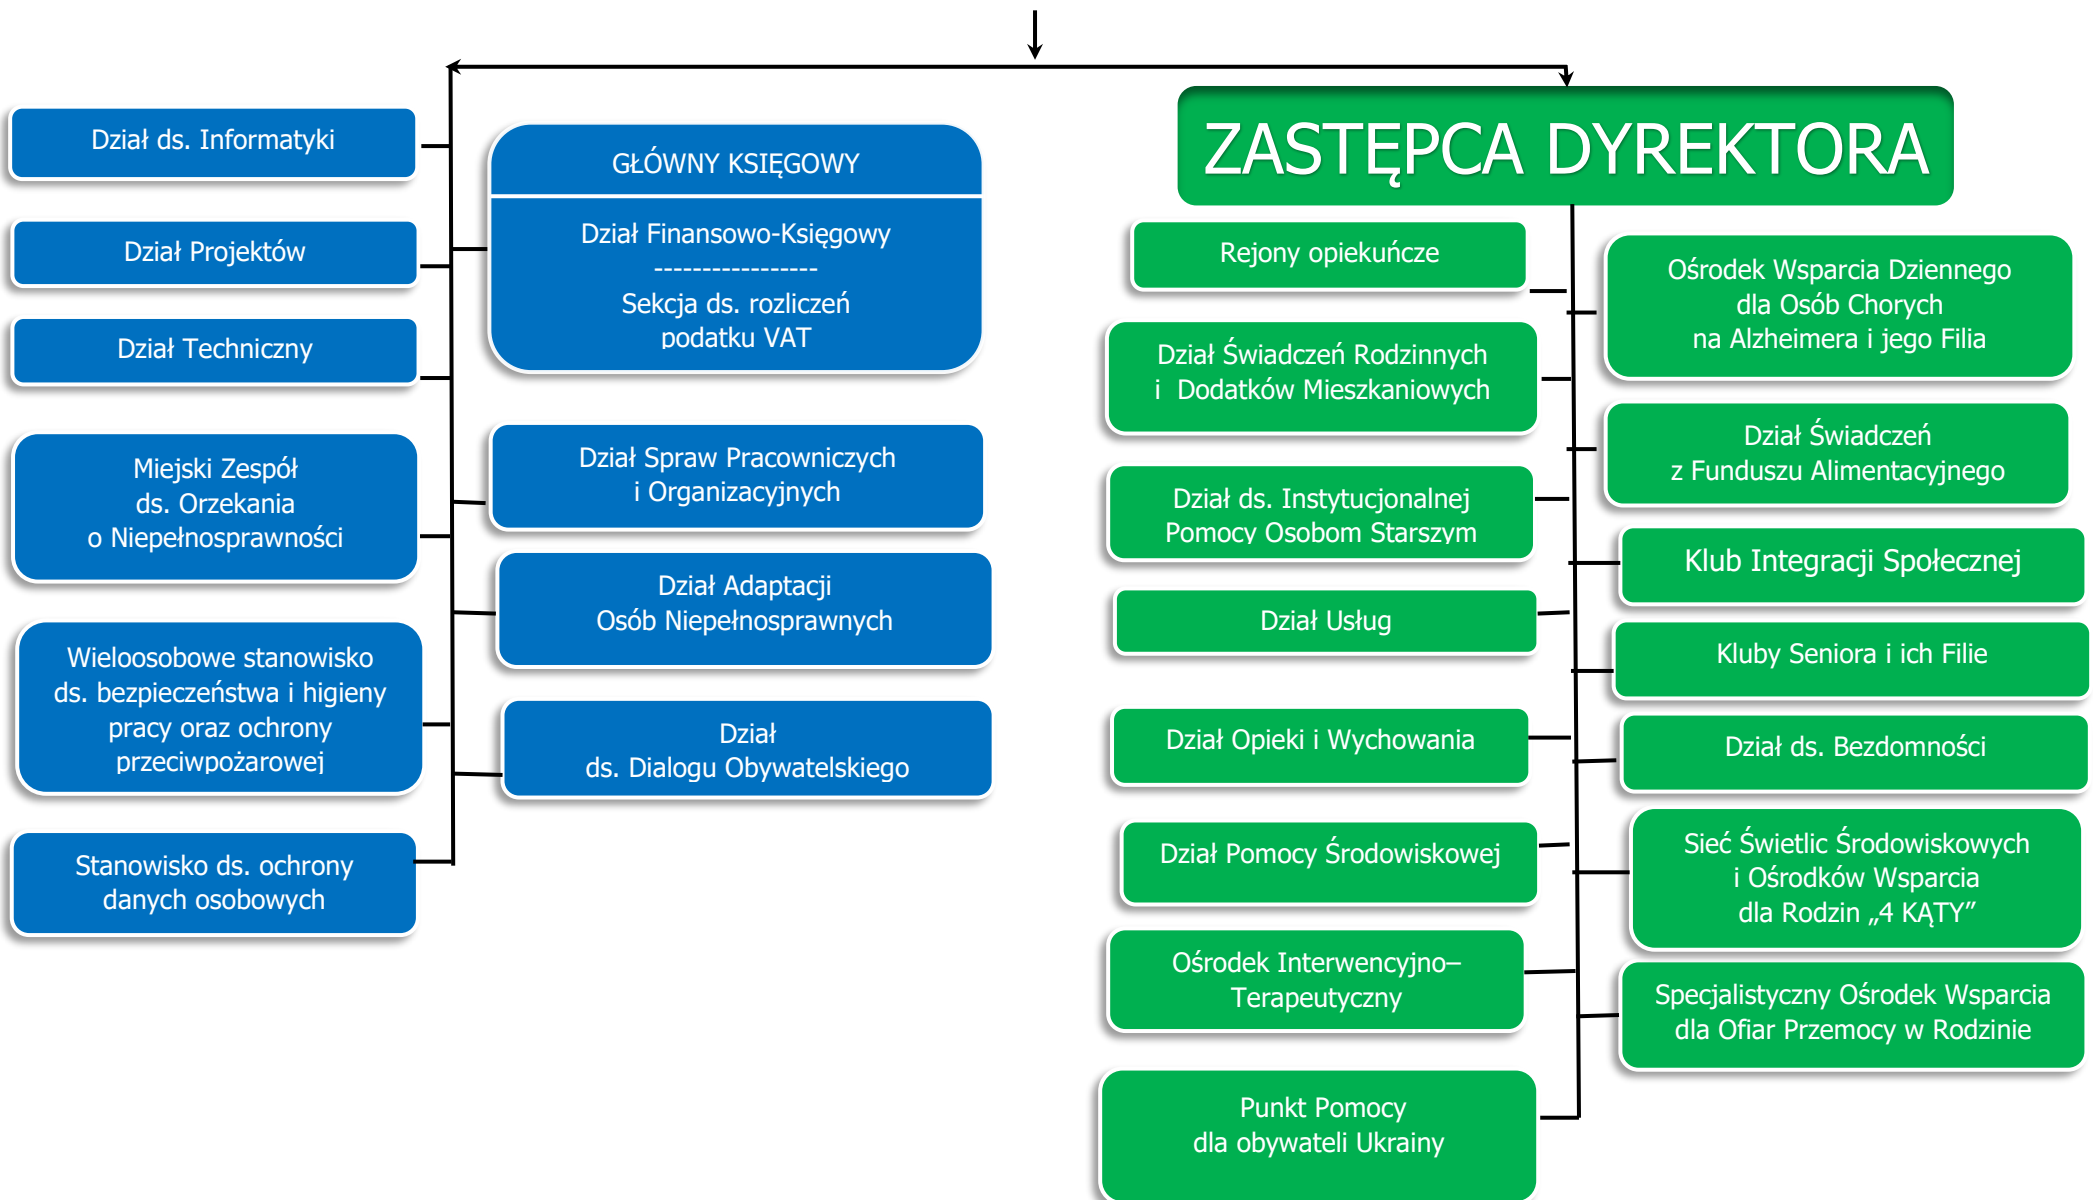 Dział ds. Informatyki
Dział Projektów
Dział Techniczny
Miejski Zespół
ds. Orzekania
o Niepełnosprawności
Wieloosobowe stanowisko
ds. bezpieczeństwa i higieny
pracy oraz ochrony
przeciwpożarowej
Stanowisko ds. ochrony
danych osobowych
GŁÓWNY KSIĘGOWY
Dział Finansowo-Księgowy
-----------------
Sekcja ds. rozliczeń
podatku VAT
Dział Spraw Pracowniczych
i Organizacyjnych
Dział Adaptacji
Osób Niepełnosprawnych
Dział
ds. Dialogu Obywatelskiego
ZASTĘPCA DYREKTORA
Rejony opiekuńcze
Dział Świadczeń Rodzinnych
i Dodatków Mieszkaniowych
Dział ds. Instytucjonalnej
Pomocy Osobom Starszym
Dział Usług
Dział Opieki i Wychowania
Dział Pomocy Środowiskowej
Ośrodek Interwencyjno–
Terapeutyczny
Punkt Pomocy
dla obywateli Ukrainy
Ośrodek Wsparcia Dziennego
dla Osób Chorych
na Alzheimera i jego Filia
Dział Świadczeń
z Funduszu Alimentacyjnego
Klub Integracji Społecznej
Kluby Seniora i ich Filie
Dział ds. Bezdomności
Sieć Świetlic Środowiskowych
i Ośrodków Wsparcia
dla Rodzin „4 KĄTY”
Specjalistyczny Ośrodek Wsparcia
dla Ofiar Przemocy w Rodzinie